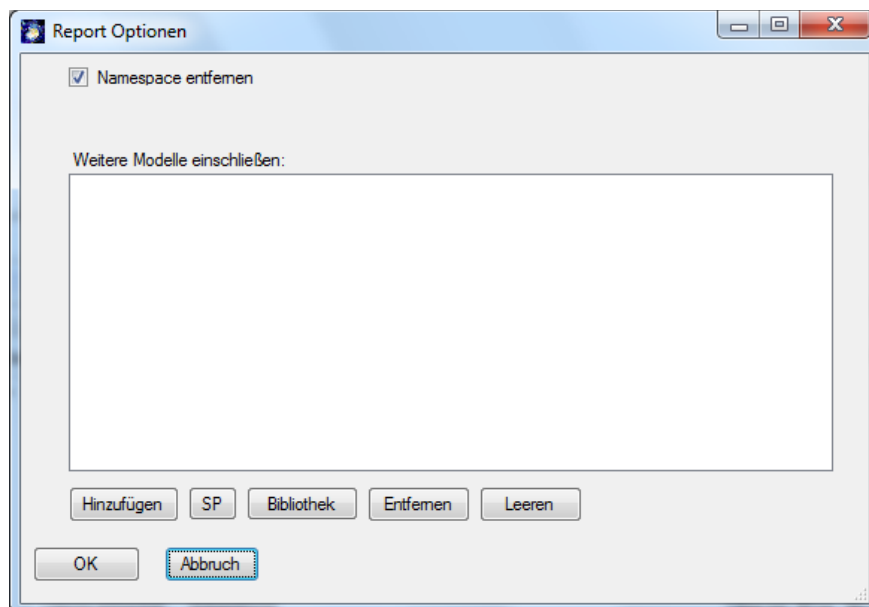 Report Optionen
Namespace entfernen
Weitere Modelle einschließen:
Hinzufügen SP Bibliothek Entfernen Leeren
OK Abbruch